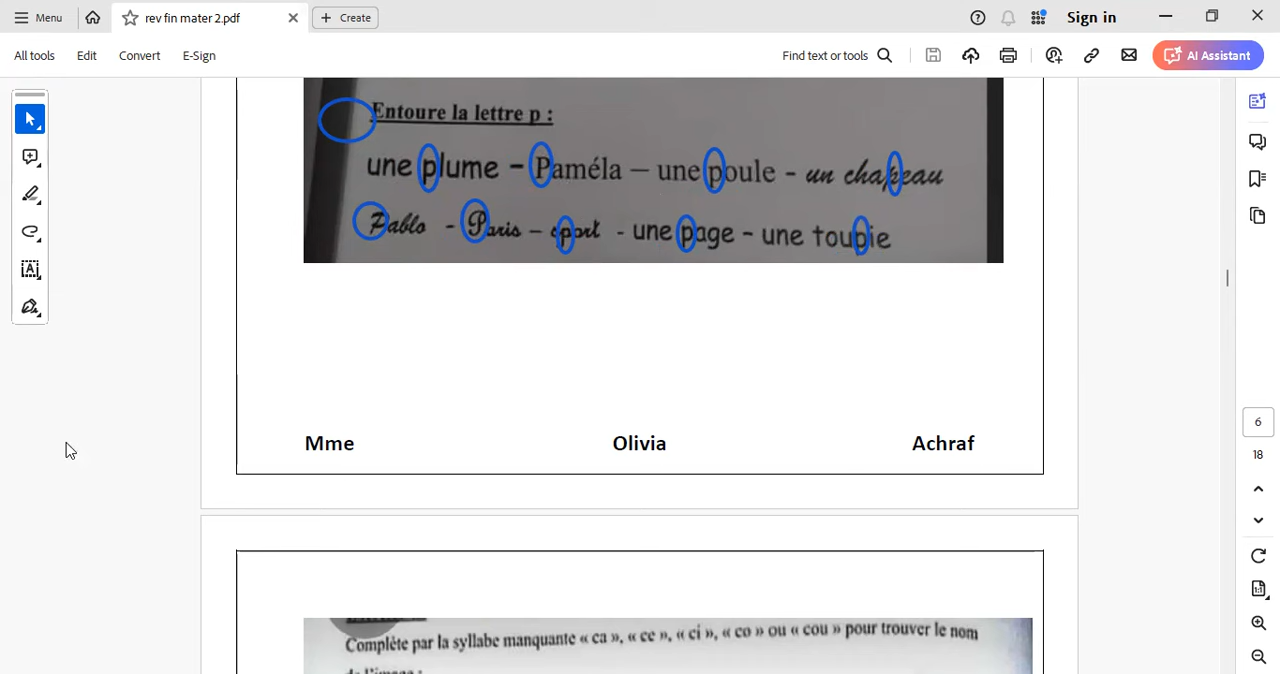 Menu rev fin mater 2.pdf Create Sign in
All tools Edit Convert E-Sign Find text or tools AI Assistant
Entoure la lettre p :
une plume – Paméla – une poule - un chapeau
Pablo - Paris – sport - une page – une toupie
Mme Olivia Achraf
6
18
Complète par la syllabe manquante « ca », « ce », « ci », « co » ou « cou » pour trouver le nom
de l'image :